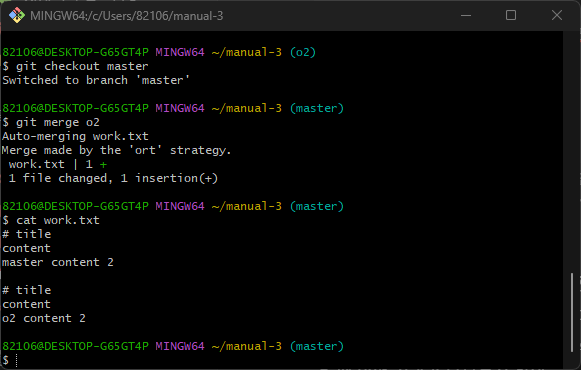 MINGW64:/c/Users/82106/manual-3
82106@DESKTOP-G65GT4P MINGW64 ~/manual-3 (o2)
$ git checkout master
Switched to branch 'master'
82106@DESKTOP-G65GT4P MINGW64 ~/manual-3 (master)
$ git merge o2
Auto-merging work.txt
Merge made by the 'ort' strategy.
 work.txt | 1 +
 1 file changed, 1 insertion(+)
82106@DESKTOP-G65GT4P MINGW64 ~/manual-3 (master)
$ cat work.txt
# title
content
master content 2
# title
content
o2 content 2
82106@DESKTOP-G65GT4P MINGW64 ~/manual-3 (master)
$